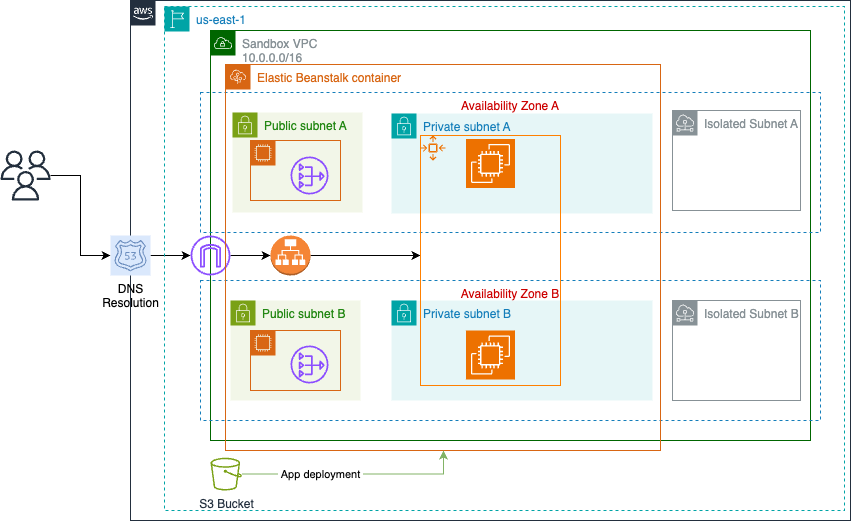 aws
us-east-1
Sandbox VPC
10.0.0.0/16
Elastic Beanstalk container
Availability Zone A
Public subnet A
Private subnet A
Isolated Subnet A
53
DNS
Resolution
Availability Zone B
Public subnet B
Private subnet B
Isolated Subnet B
App deployment
S3 Bucket